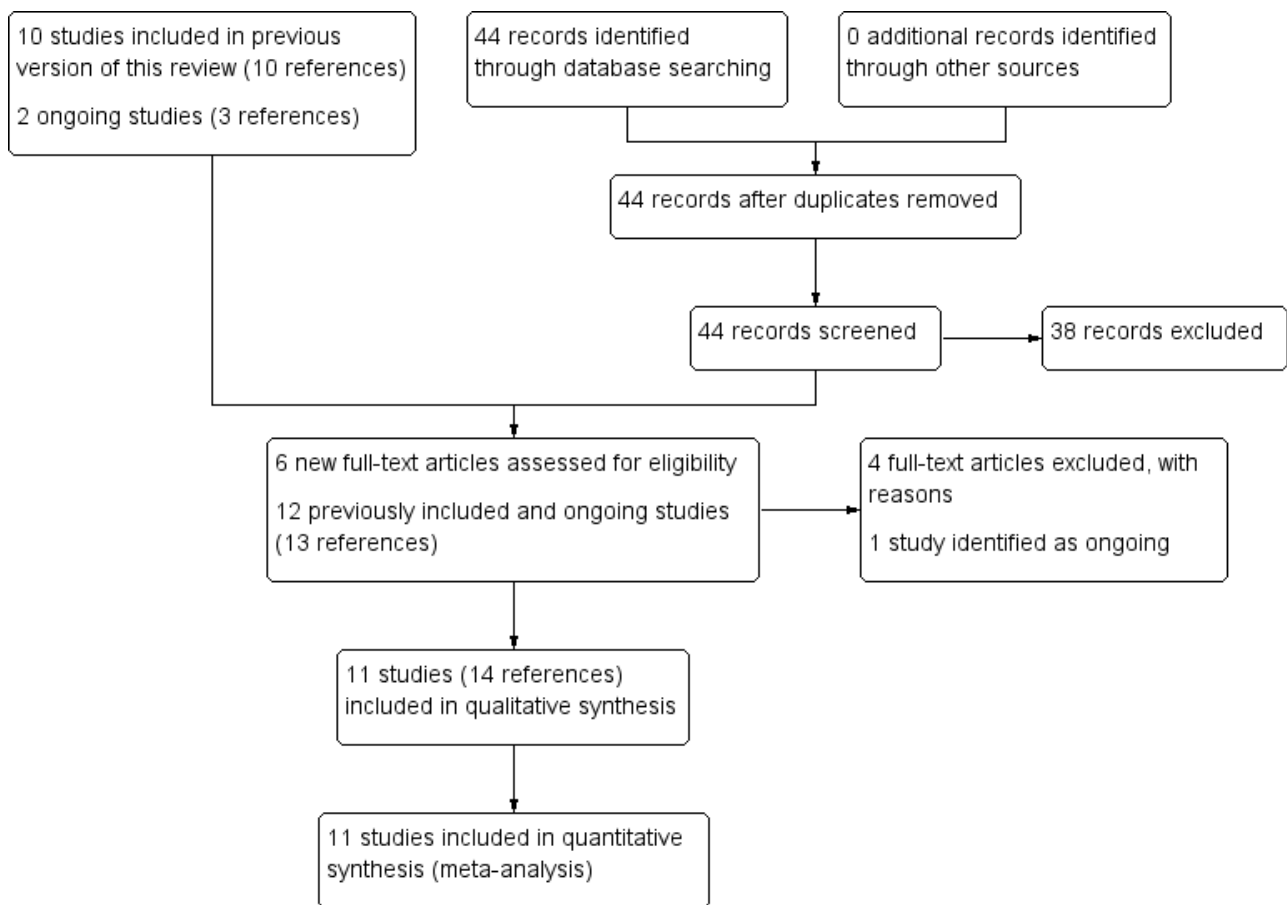 10 studies included in previous
version of this review (10 references)
2 ongoing studies (3 references)
44 records identified
through database searching
0 additional records identified
through other sources
44 records after duplicates removed
44 records screened
38 records excluded
6 new full-text articles assessed for eligibility
12 previously included and ongoing studies
(13 references)
4 full-text articles excluded, with
reasons
1 study identified as ongoing
11 studies (14 references)
included in qualitative synthesis
11 studies included in quantitative
synthesis (meta-analysis)